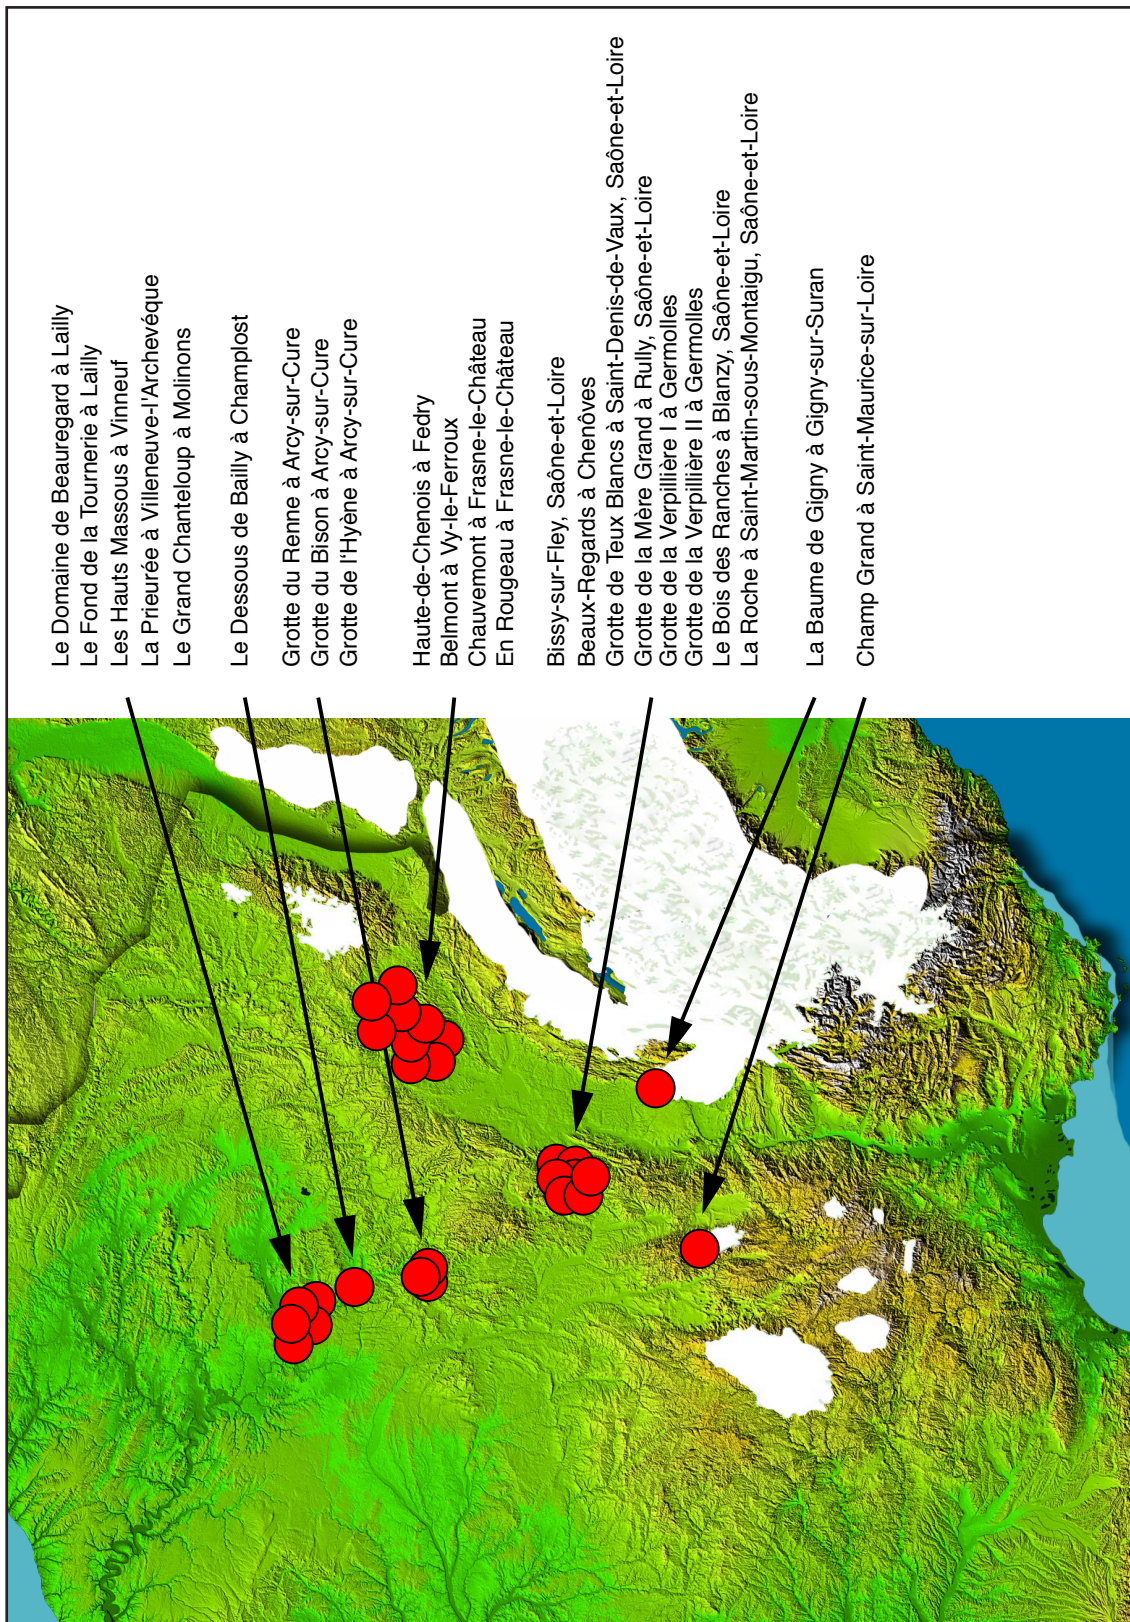 Le Domaine de Beauregard à Lailly
Le Fond de la Tournerie à Lailly
Les Hauts Massous à Vinneuf
La Prieurée à Villeneuve-l'Archevéque
Le Grand Chanteloup à Molinons
Le Dessous de Bailly à Champlost
Grotte du Renne à Arcy-sur-Cure
Grotte du Bison à Arcy-sur-Cure
Grotte de l'Hyène à Arcy-sur-Cure
Haute-de-Chenois à Fedry
Belmont à Vy-le-Ferroux
Chauvemont à Frasne-le-Château
En Rougeau à Frasne-le-Château
Bissy-sur-Fley, Saône-et-Loire
Beaux-Regards à Chenôves
Grotte de Teux Blancs à Saint-Denis-de-Vaux, Saône-et-Loire
Grotte de la Mère Grand à Rully, Saône-et-Loire
Grotte de la Verpillière I à Germolles
Grotte de la Verpillière II à Germolles
Le Bois des Ranches à Blanzy, Saône-et-Loire
La Roche à Saint-Martin-sous-Montaigu, Saône-et-Loire
La Baume de Gigny à Gigny-sur-Suran
Champ Grand à Saint-Maurice-sur-Loire